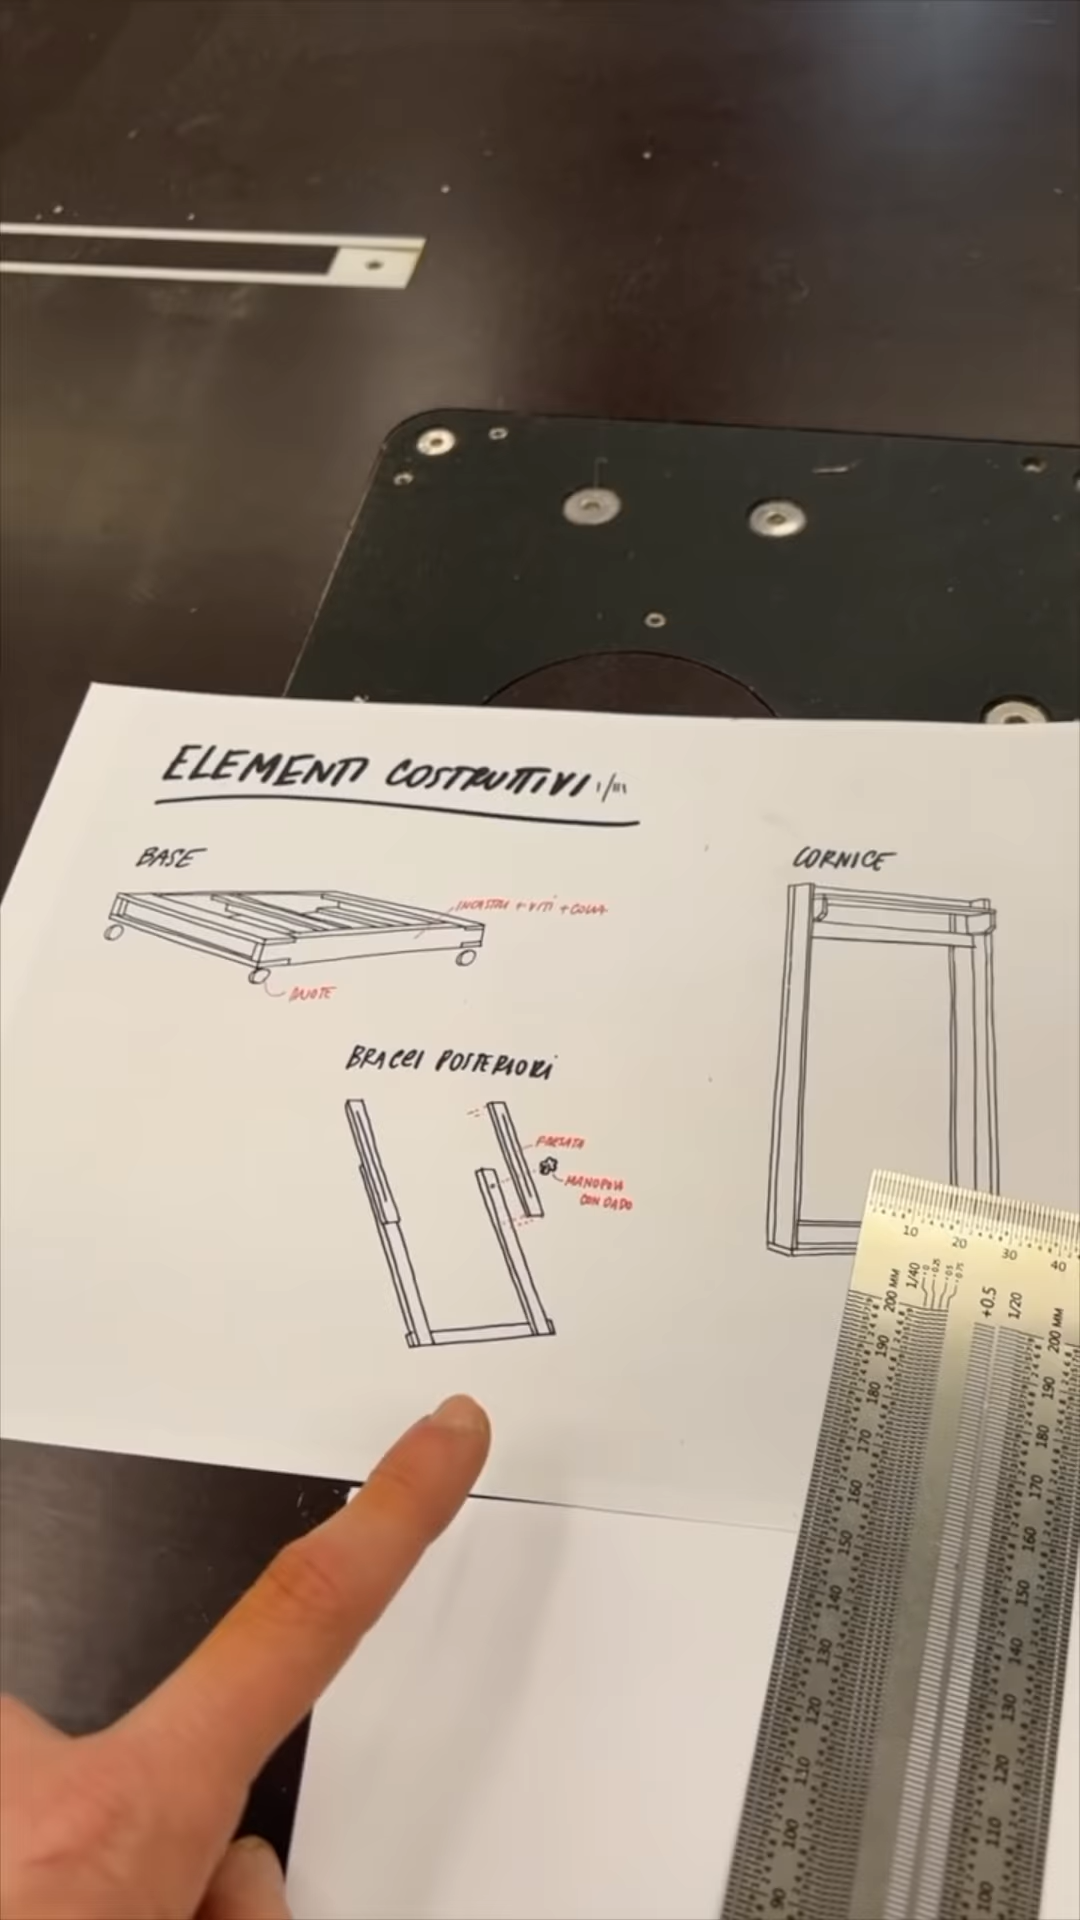 ELEMENTI COSTRUTTIVI
BASE
INCASTRI + VITI + COLLA
RUOTE
CORNICE
BRACCI POSTERIORI
MANOPOLA
CON DADO
10 20 30 40
1/40
+0.5
1/20
200 MM
190
180
170
160
150
140
130
120
110
100
90
200 MM
190
180
170
160
150
140
130
120
110
100